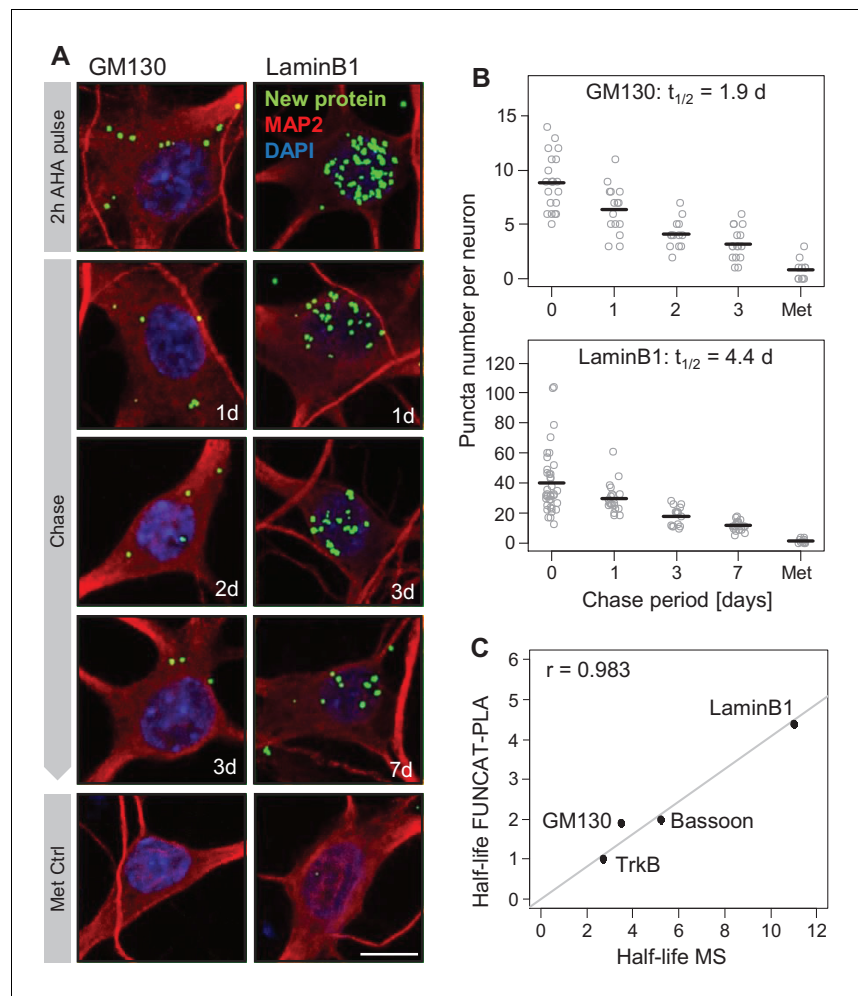 A
GM130
LaminB1
2h AHA pulse
New protein
MAP2
DAPI
Chase
1d
1d
2d
3d
3d
7d
Met Ctrl
B
Puncta number per neuron
GM130: t1/2 = 1.9 d
15
10
5
0
0 1 2 3 Met
LaminB1: t1/2 = 4.4 d
120
100
80
60
40
20
0
0 1 3 7 Met
Chase period [days]
C
Half-life FUNCAT-PLA
r = 0.983
6
5
4
3
2
1
0
LaminB1
GM130
Bassoon
TrkB
0 2 4 6 8 10 12
Half-life MS